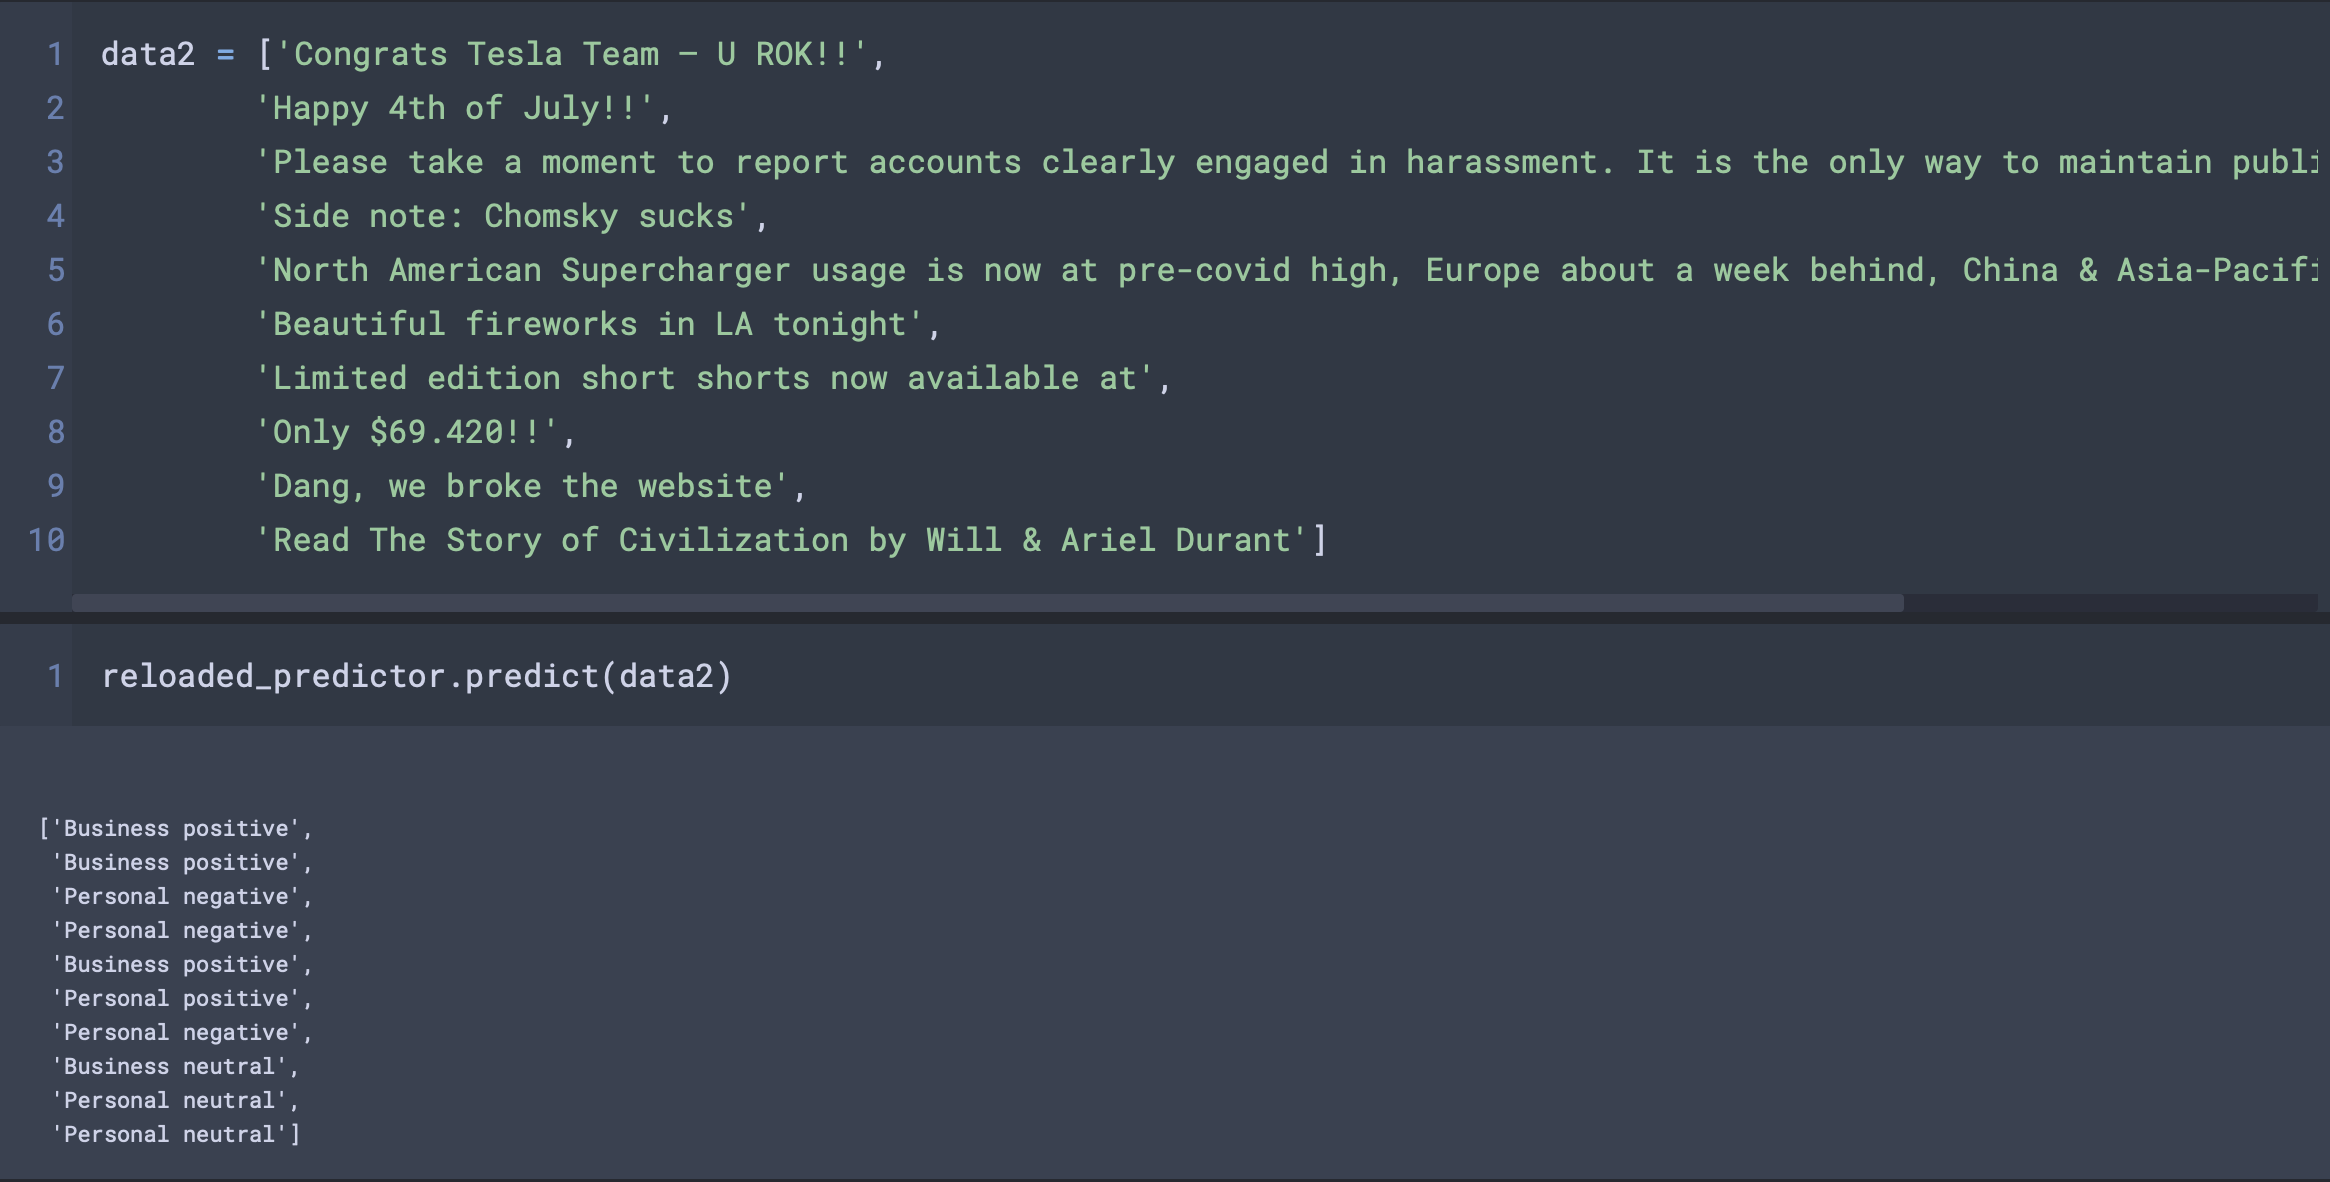 1 data2 = ['Congrats Tesla Team – U ROK!!',
2 'Happy 4th of July!!',
3 'Please take a moment to report accounts clearly engaged in harassment. It is the only way to maintain publi
4 'Side note: Chomsky sucks',
5 'North American Supercharger usage is now at pre-covid high, Europe about a week behind, China & Asia-Pacifi
6 'Beautiful fireworks in LA tonight',
7 'Limited edition short shorts now available at',
8 'Only $69.420!!',
9 'Dang, we broke the website',
10 'Read The Story of Civilization by Will & Ariel Durant']
1 reloaded_predictor.predict(data2)
['Business positive',
'Business positive',
'Personal negative',
'Personal negative',
'Business positive',
'Personal positive',
'Personal negative',
'Business neutral',
'Personal neutral',
'Personal neutral']